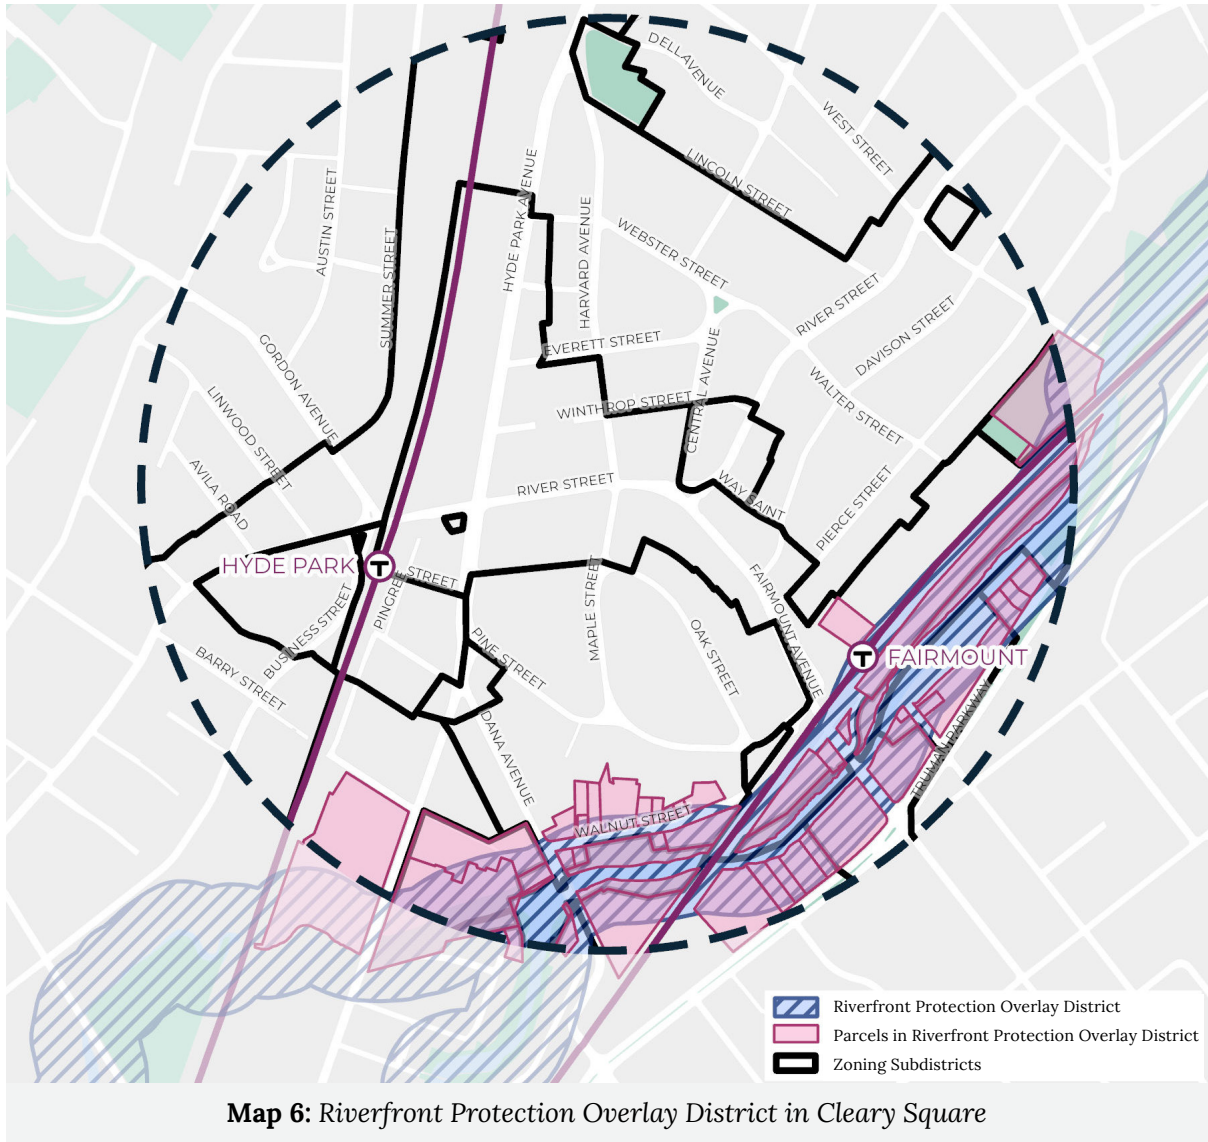 DELL AVENUE
WEST STREET
LINCOLN STREET
AUSTIN STREET
SUMMER STREET
HYDE PARK AVENUE
HARVARD AVENUE
WEBSTER STREET
RIVER STREET
DAVISON STREET
EVERETT STREET
CENTRAL AVENUE
WALTER STREET
GORDON AVENUE
LINWOOD STREET
WINTHROP STREET
AVILA ROAD
RIVER STREET
WAY SAINT
PIERCE STREET
HYDE PARK T
STREET
PINGREE
BUSINESS STREET
MAPLE STREET
FAIRMOUNT AVENUE
OAK STREET
PINE STREET
BARRY STREET
T FAIRMOUNT
DANA AVENUE
TRUMAN PARKWAY
WALNUT STREET
Riverfront Protection Overlay District
Parcels in Riverfront Protection Overlay District
Zoning Subdistricts
Map 6: Riverfront Protection Overlay District in Cleary Square